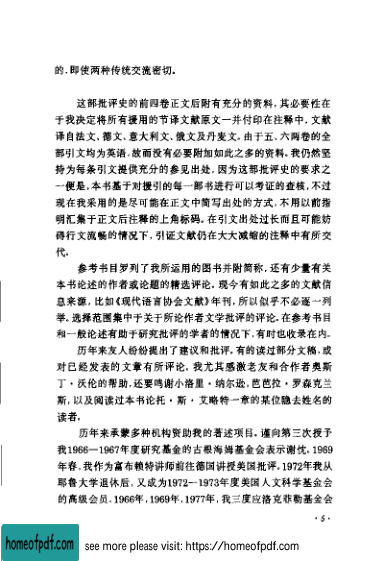 的，即使两种传统交流密切。
这部批评史的前四卷正文后附有充分的资料，其必要性在
于我决定将所有援用的节译文献原文一并付印在注释中，文献
译自法文、德文、意大利文、俄文及丹麦文。由于五、六两卷的全
部引文均为英语，故而没有必要附加如此之多的资料。我仍然坚
持为每条引文提供充分的参见出处，因为这部批评史的要求之
一便是，本书基于对援引的每一部书进行可以考证的查核，不过
现在我采用的是尽可能在正文中简写出处的方式，不用以前指
明汇集于正文后注释的上角标码。在引文出处过长而且可能妨
碍行文流畅的情况下，引证文献仍在大大减缩的注释中有所交
代。
参考书目罗列了我所运用的图书并附简称，还有少量有关
本书论述的作者或论题的精选评论。现今有如此之多的文献信
息来源，比如《现代语言协会文献》年刊，所以似乎不必逐一列
举。选择范围集中于关于所论作者文学批评的评论。在参考书目
和一般论述有助于研究批评的学者的情况下，有时也收录在内。
历年来友人纷纷提出了建议和批评。有的读过部分文稿，或
对已经发表的文章有所评论。我尤其感激老友和合作者奥斯
丁·沃伦的帮助，还要鸣谢小洛里·纳尔逊，芭芭拉·罗森克兰
斯，以及阅读过本书论托·斯·艾略特一章的某位隐去姓名的
读者。
历年来承蒙多种机构资助我的著述项目。谨向第三次授予
我1966—1967年度研究基金的古根海姆基金会表示谢忱。1969
年春，我作为富布赖特讲师前往德国讲授美国批评。1972年我从
耶鲁大学退休后，又成为1972—1973年度美国人文科学基金会
的高级会员。1966年，1969年，1977年，我三度应洛克菲勒基金会
· 5 ·
homeofpdf.com
see more please visit: https://homeofpdf.com